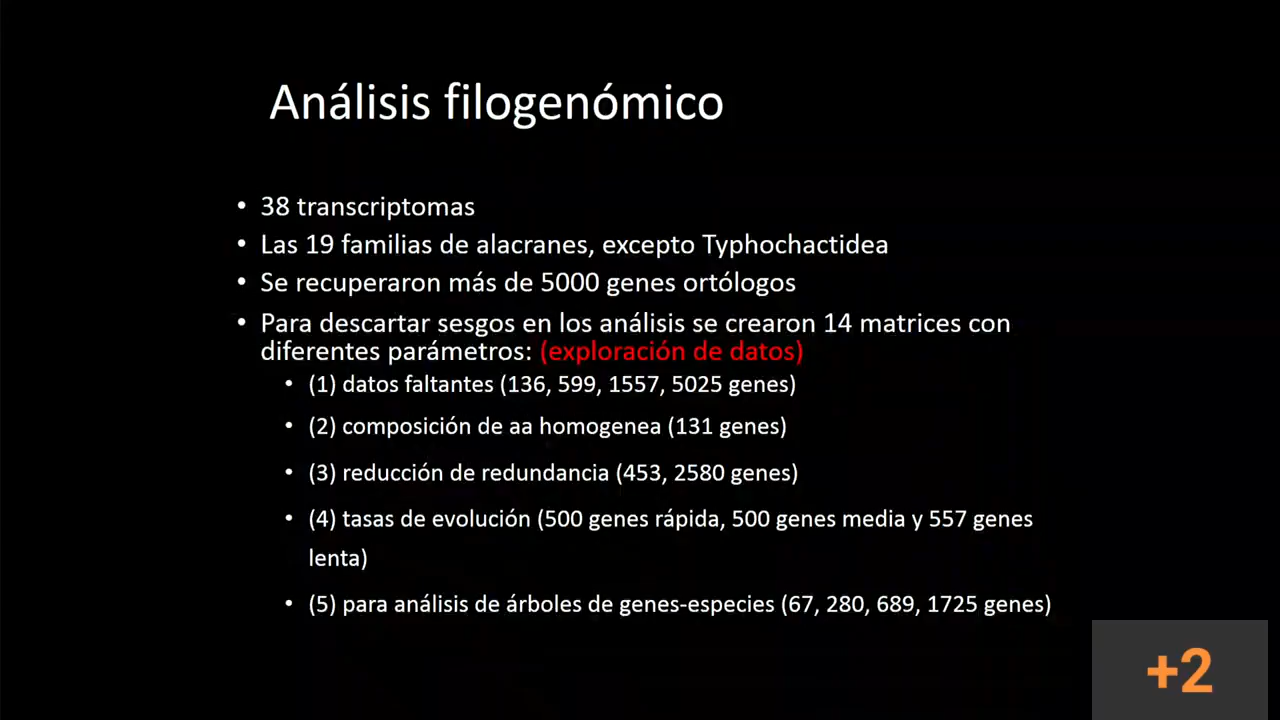 Análisis filogenómico
• 38 transcriptomas
• Las 19 familias de alacranes, excepto Typhochactidea
• Se recuperaron más de 5000 genes ortólogos
• Para descartar sesgos en los análisis se crearon 14 matrices con
diferentes parámetros: (exploración de datos)
• (1) datos faltantes (136, 599, 1557, 5025 genes)
• (2) composición de aa homogenea (131 genes)
• (3) reducción de redundancia (453, 2580 genes)
• (4) tasas de evolución (500 genes rápida, 500 genes media y 557 genes
lenta)
• (5) para análisis de árboles de genes-especies (67, 280, 689, 1725 genes)
+2